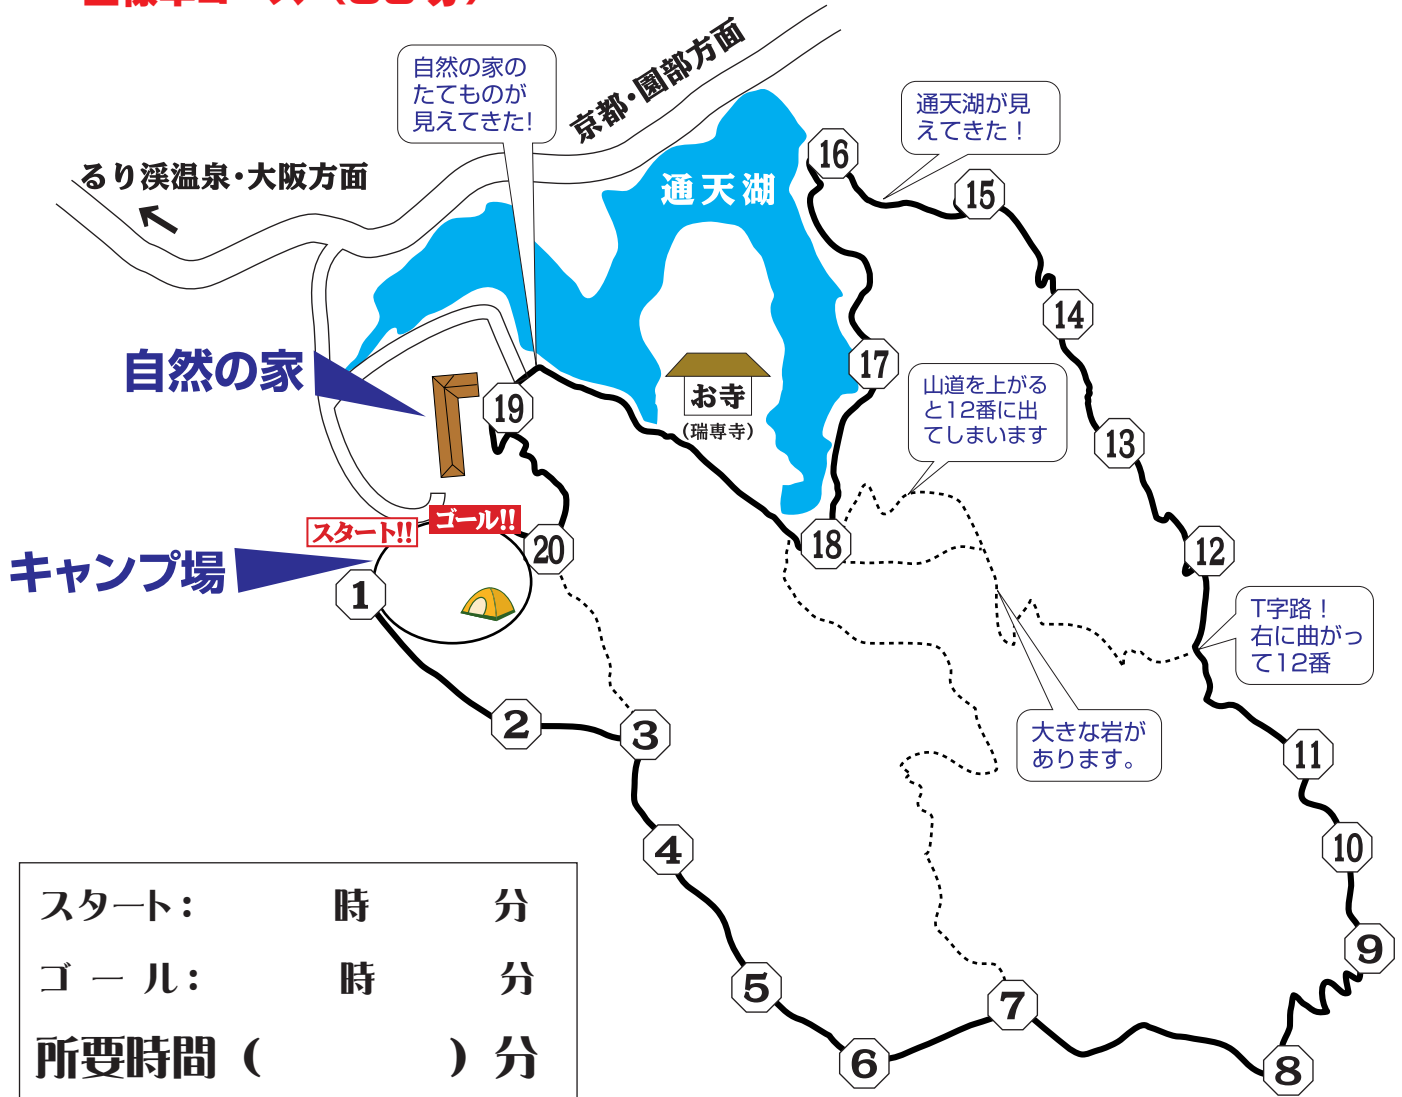 自然の家の
たてものが
見えてきた!
京都・園部方面
通天湖が見
えてきた！
るり渓温泉・大阪方面
通天湖
16
15
14
自然の家
17
山道を上がる
と12番に出
てしまいます
お寺
(瑞専寺)
19
13
スタート!!
ゴール!!
20
18
12
キャンプ場
1
T字路！
右に曲がっ
て12番
2
3
大きな岩が
あります。
11
4
10
スタート： 時 分
9
ゴール： 時 分
5
7
所要時間（ ）分
6
8